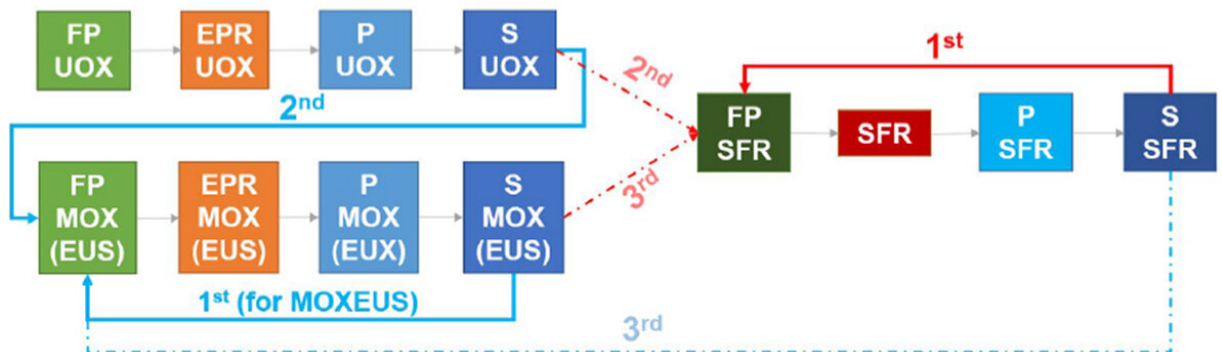 FP
UOX
EPR
UOX
P
UOX
S
UOX
2nd
2nd
1st
FP
SFR
SFR
P
SFR
S
SFR
FP
MOX
(EUS)
EPR
MOX
(EUS)
P
MOX
(EUX)
S
MOX
(EUS)
3rd
1st (for MOXEUS)
3rd